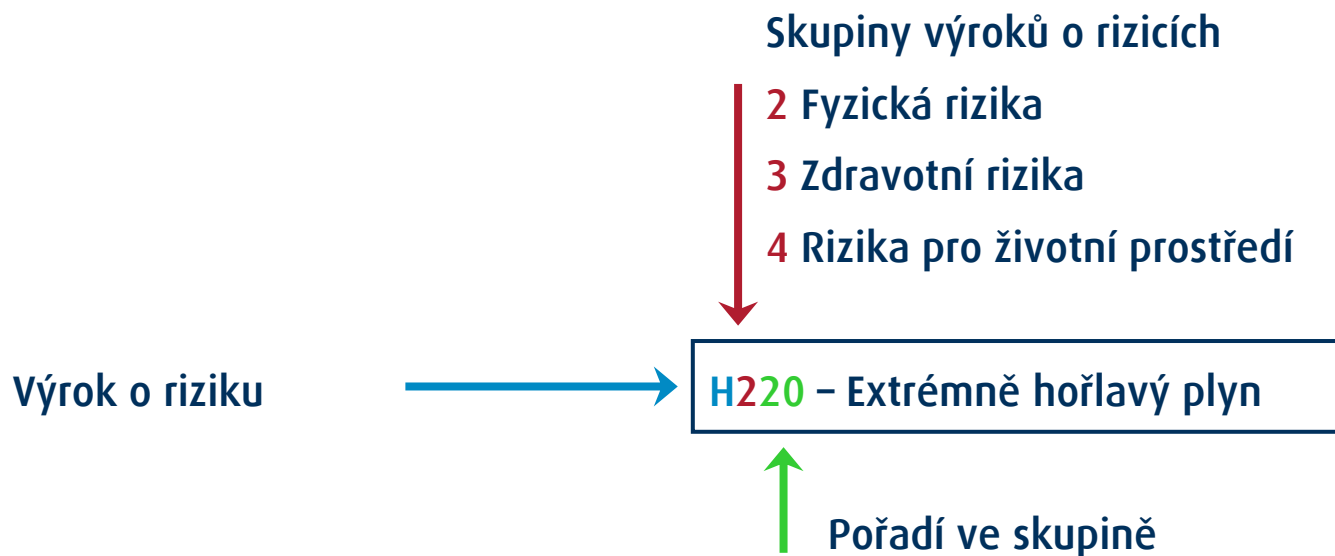 Skupiny výroků o rizicích
2 Fyzická rizika
3 Zdravotní rizika
4 Rizika pro životní prostředí
Výrok o riziku
H220 – Extrémně hořlavý plyn
Pořadí ve skupině